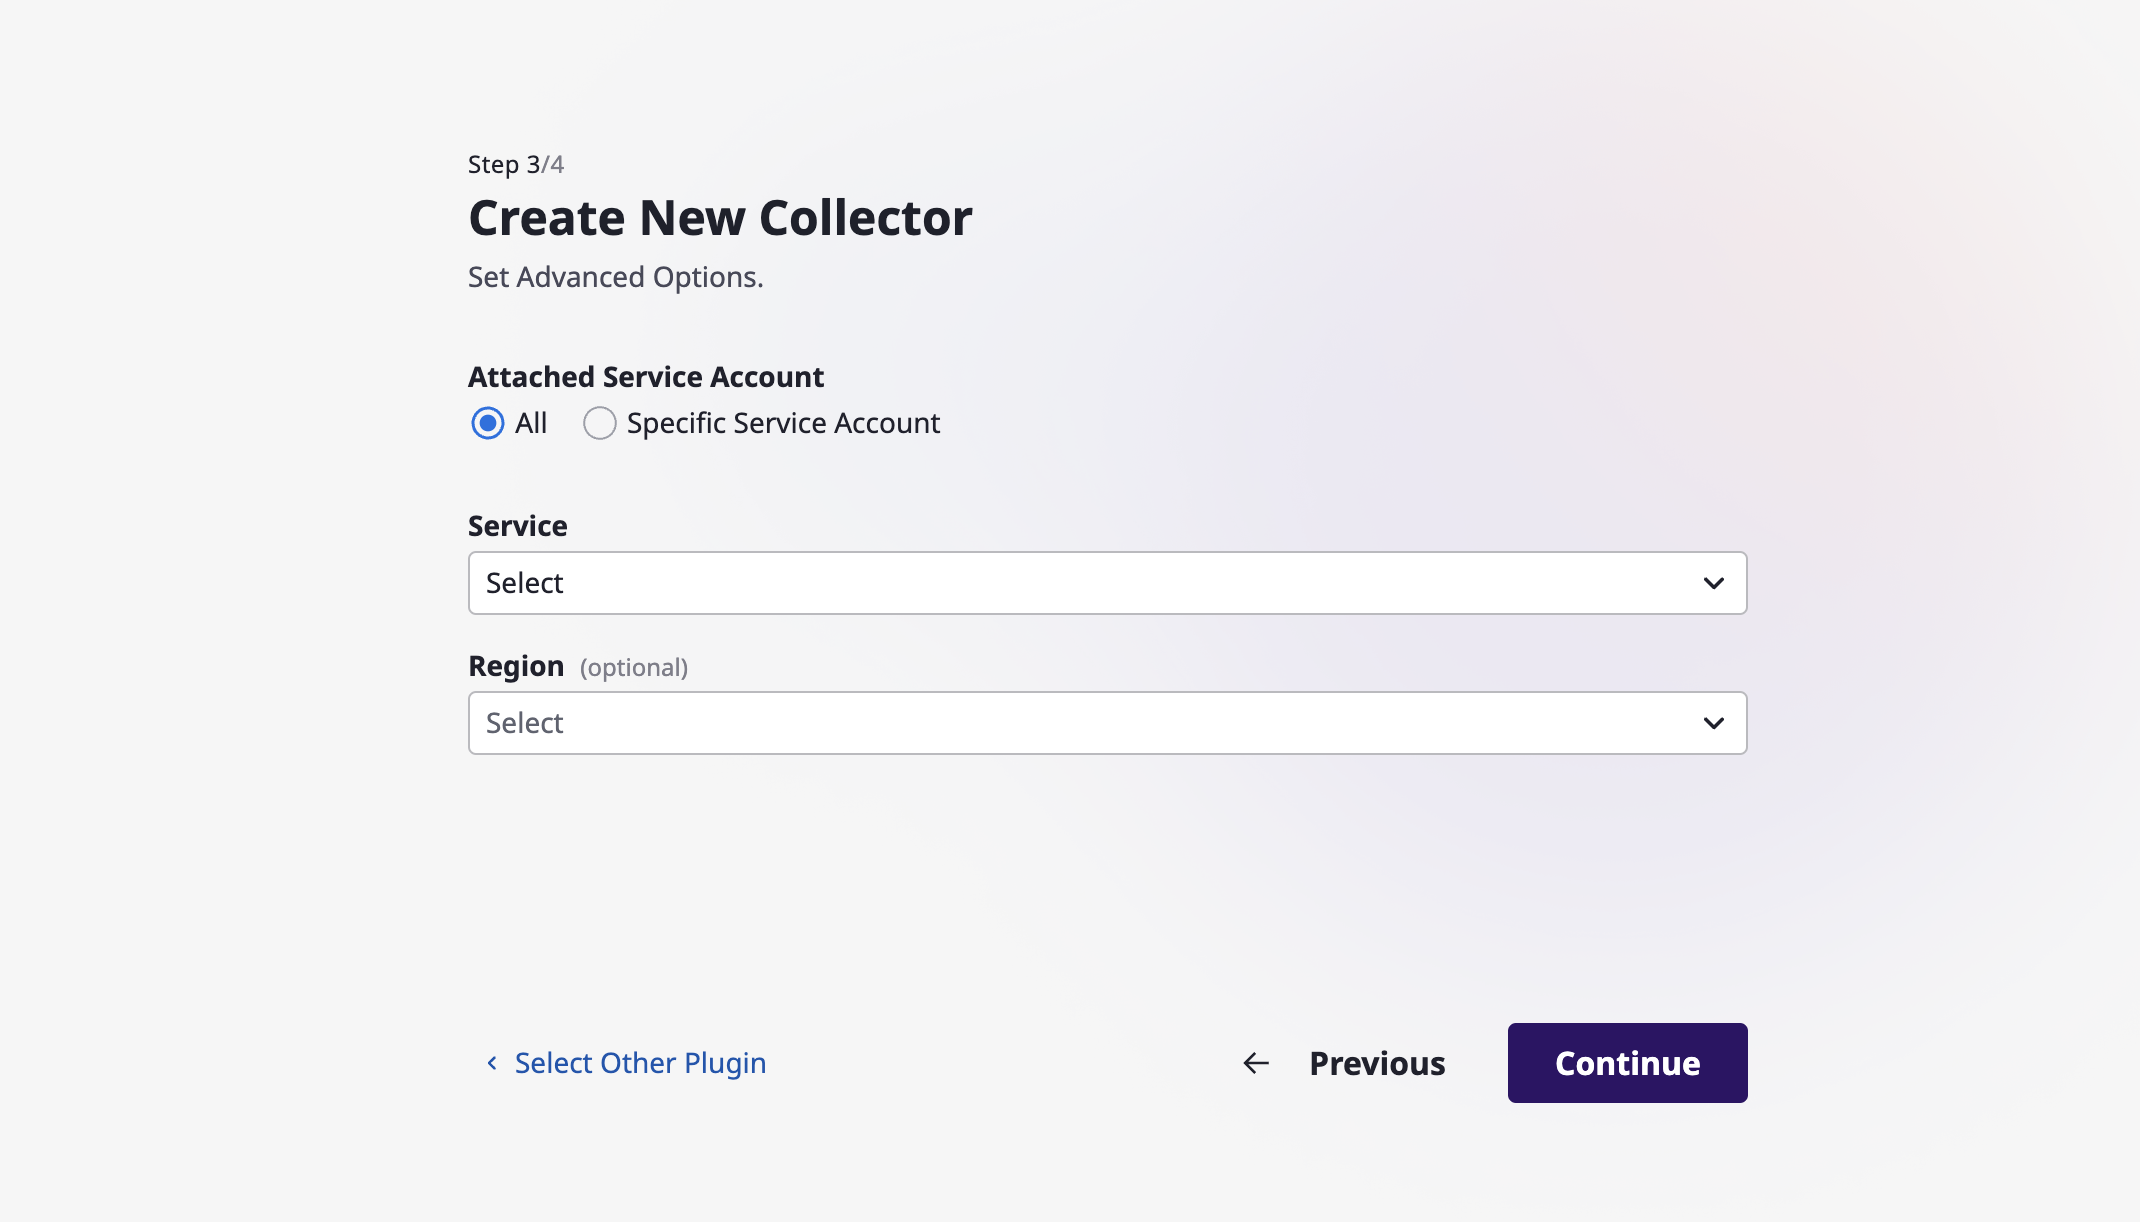 Step 3/4
Create New Collector
Set Advanced Options.
Attached Service Account
All Specific Service Account
Service
Select
Region (optional)
Select
Select Other Plugin Previous Continue